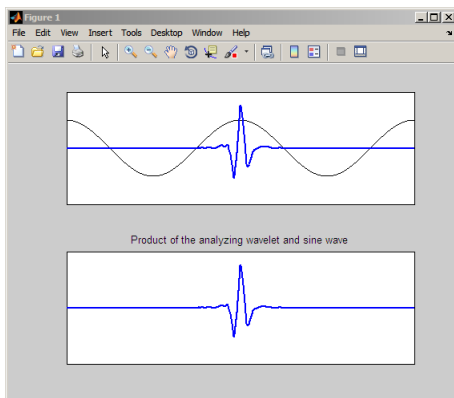 Figure 1
File Edit View Insert Tools Desktop Window Help
Product of the analyzing wavelet and sine wave